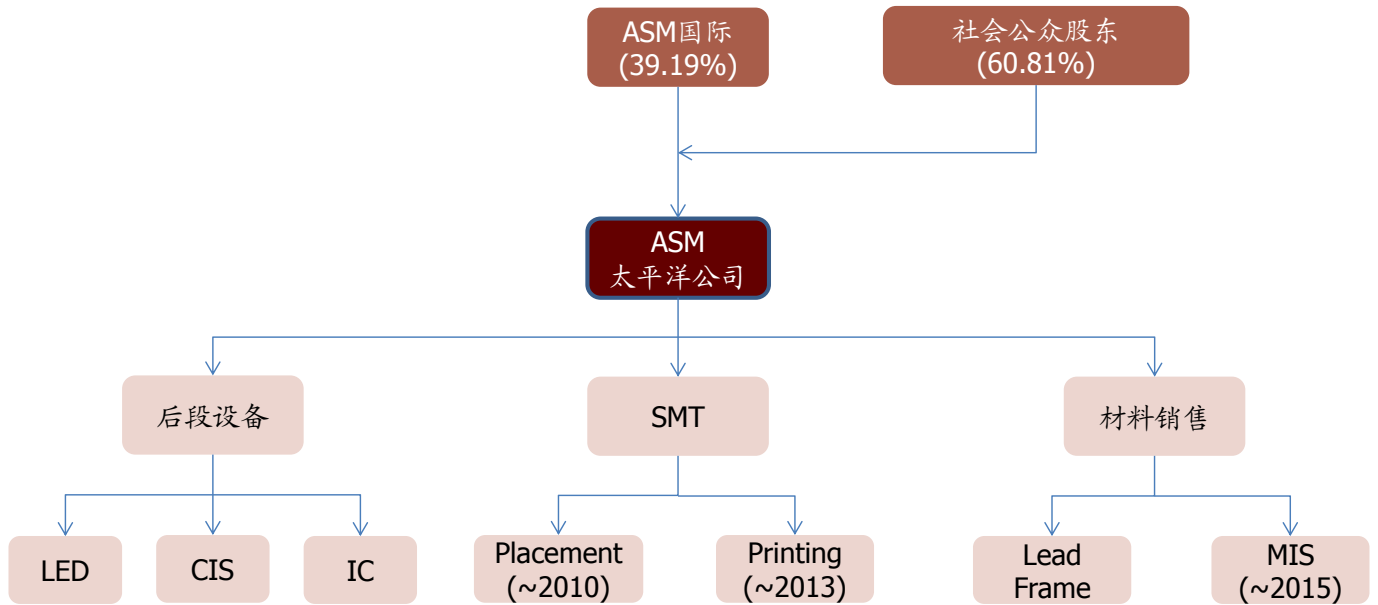 ASM国际
(39.19%)
社会公众股东
(60.81%)
ASM
太平洋公司
后段设备
SMT
材料销售
LED
CIS
IC
Placement
(~2010)
Printing
(~2013)
Lead
Frame
MIS
(~2015)